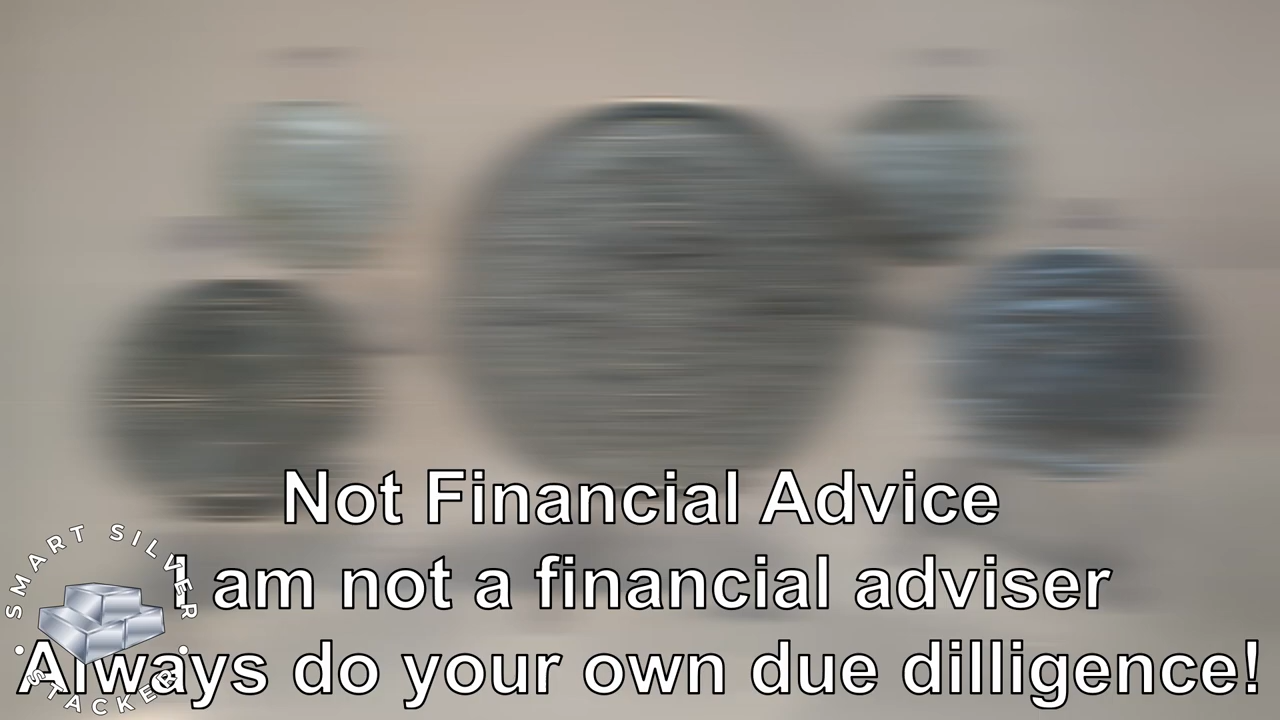 Not Financial Advice
I am not a financial adviser
Always do your own due dilligence!
SMART SILVER
STACKER